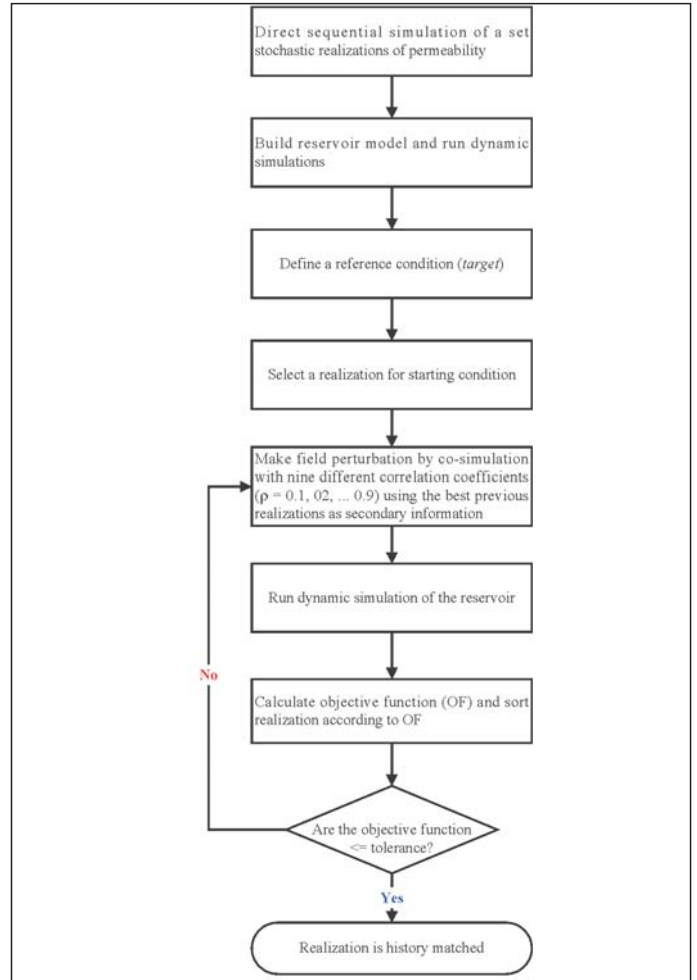 Direct sequential simulation of a set
stochastic realizations of permeability
Build reservoir model and run dynamic
simulations
Define a reference condition (target)
Select a realization for starting condition
Make field perturbation by co-simulation
with nine different correlation coefficients
(ρ = 0.1, 02, ... 0.9) using the best previous
realizations as secondary information
Run dynamic simulation of the reservoir
No
Calculate objective function (OF) and sort
realization according to OF
Are the objective function
<= tolerance?
Yes
Realization is history matched